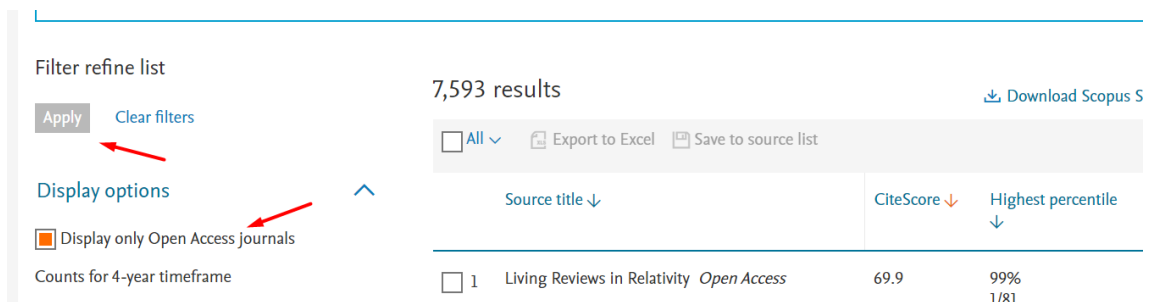 Filter refine list
Apply Clear filters
Display options
Display only Open Access journals
Counts for 4-year timeframe
7,593 results
Download Scopus S
All Export to Excel Save to source list
Source title CiteScore Highest percentile
1 Living Reviews in Relativity Open Access 69.9 99%
1/81